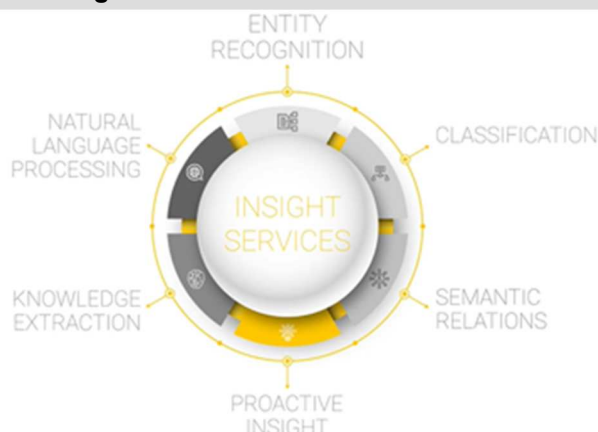 ENTITY
RECOGNITION
NATURAL
LANGUAGE
PROCESSING
CLASSIFICATION
INSIGHT
SERVICES
KNOWLEDGE
EXTRACTION
SEMANTIC
RELATIONS
PROACTIVE
INSIGHT